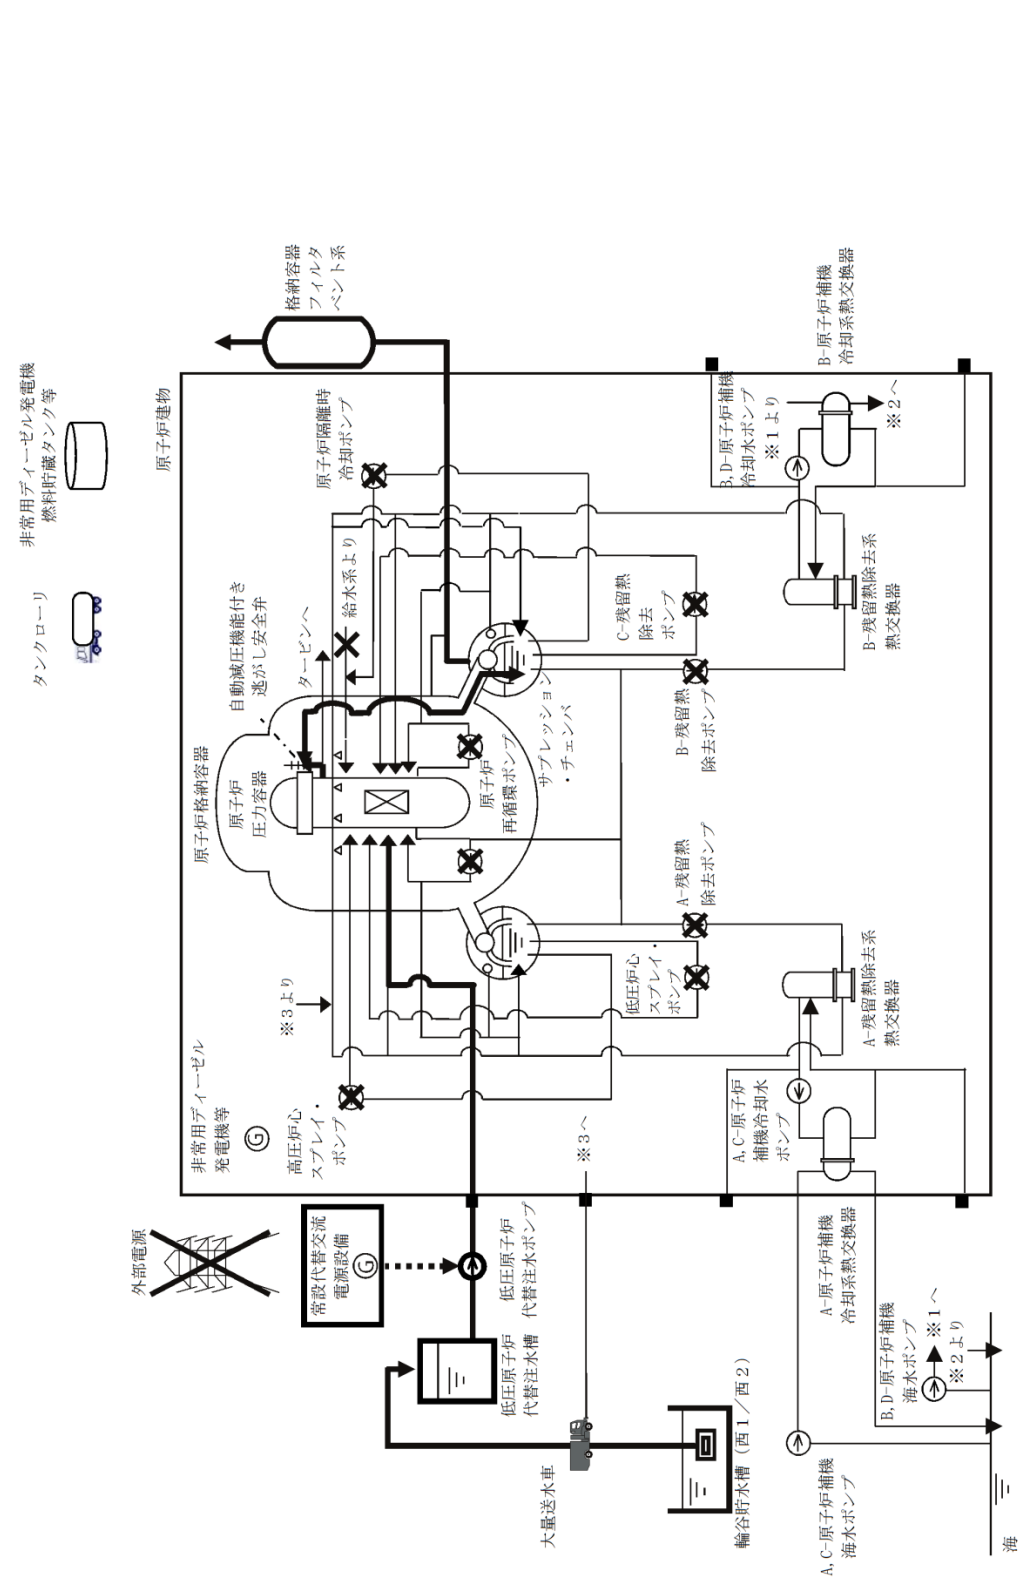 外部電源
常設代替交流
電源設備
G
低圧原子炉
代替注水槽
低圧原子炉
代替注水ポンプ
大量送水車
輪谷貯水槽（西1／西2）
A,C-原子炉補機
海水ポンプ
B,D-原子炉補機
海水ポンプ
※1へ
※2より
海
A-原子炉補機
冷却系熱交換器
非常用ディーゼル
発電機等
G
高圧炉心
スプレイ・
ポンプ
※3へ
※3より
A,C-原子炉
補機冷却水
ポンプ
A-残留熱除去系
熱交換器
低圧炉心
スプレイ・
ポンプ
A-残留熱
除去ポンプ
原子炉格納容器
原子炉
圧力容器
原子炉
再循環ポンプ
自動減圧機能付き
逃がし安全弁
タービンへ
給水系より
サプレッション
・チェンバ
B-残留熱
除去ポンプ
C-残留熱
除去
ポンプ
B-残留熱除去系
熱交換器
原子炉隔離時
冷却ポンプ
原子炉建物
B,D-原子炉補機
冷却水ポンプ
※1より
※2へ
B-原子炉補機
冷却系熱交換器
格納容器
フィルタ
ベント系
タンクローリ
非常用ディーゼル発電機
燃料貯蔵タンク等